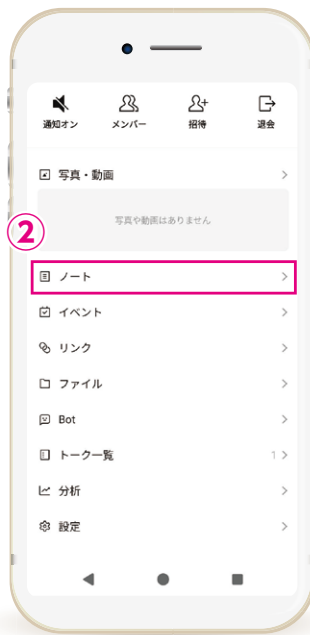 通知オン メンバー 招待 退会
写真・動画
写真や動画はありません
②
ノート
イベント
リンク
ファイル
Bot
トーク一覧 1
分析
設定